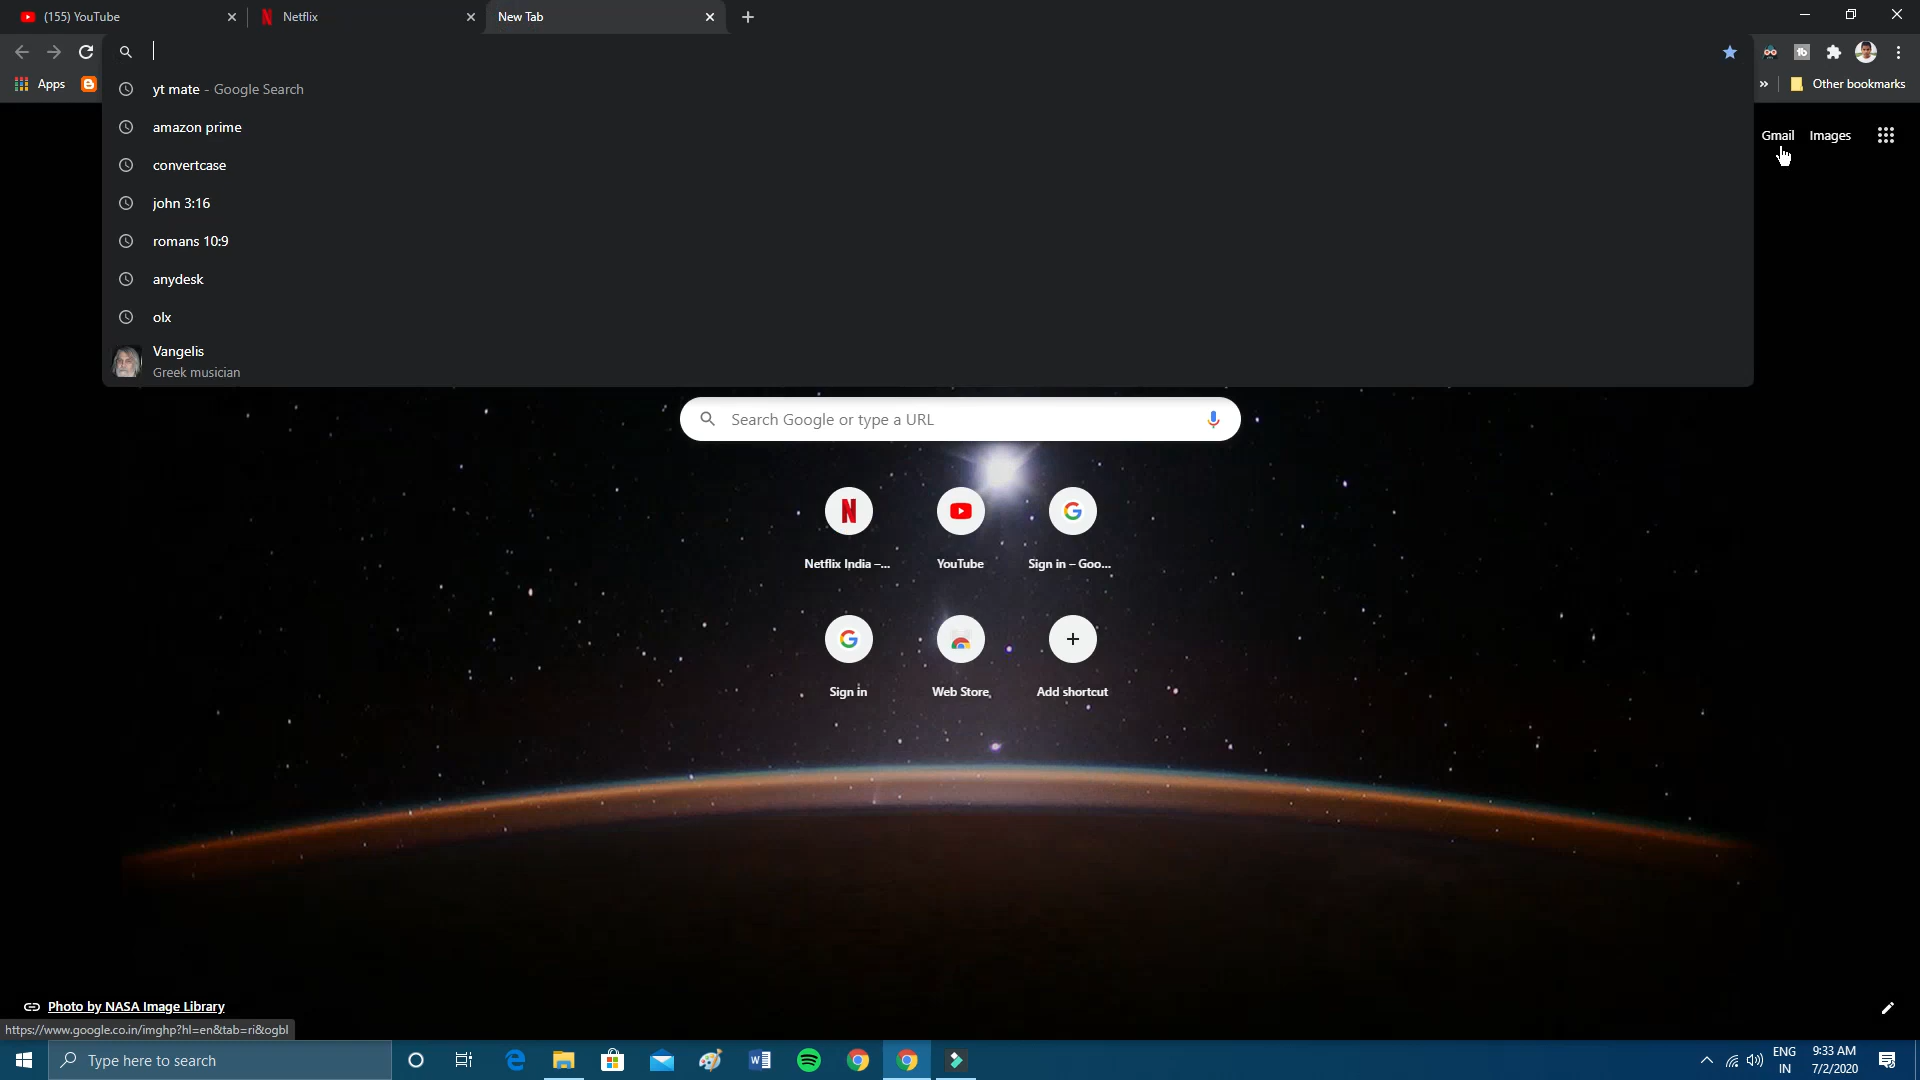 (155) YouTube
Netflix
New Tab
Apps
Other bookmarks
yt mate - Google Search
amazon prime
convertcase
john 3:16
romans 10:9
anydesk
olx
Vangelis
Greek musician
Gmail
Images
Search Google or type a URL
Netflix India –...
YouTube
Sign in – Goo...
Sign in
Web Store
Add shortcut
Photo by NASA Image Library
https://www.google.co.in/imghp?hl=en&tab=ri&ogbl
Type here to search
ENG
IN
9:33 AM
7/2/2020